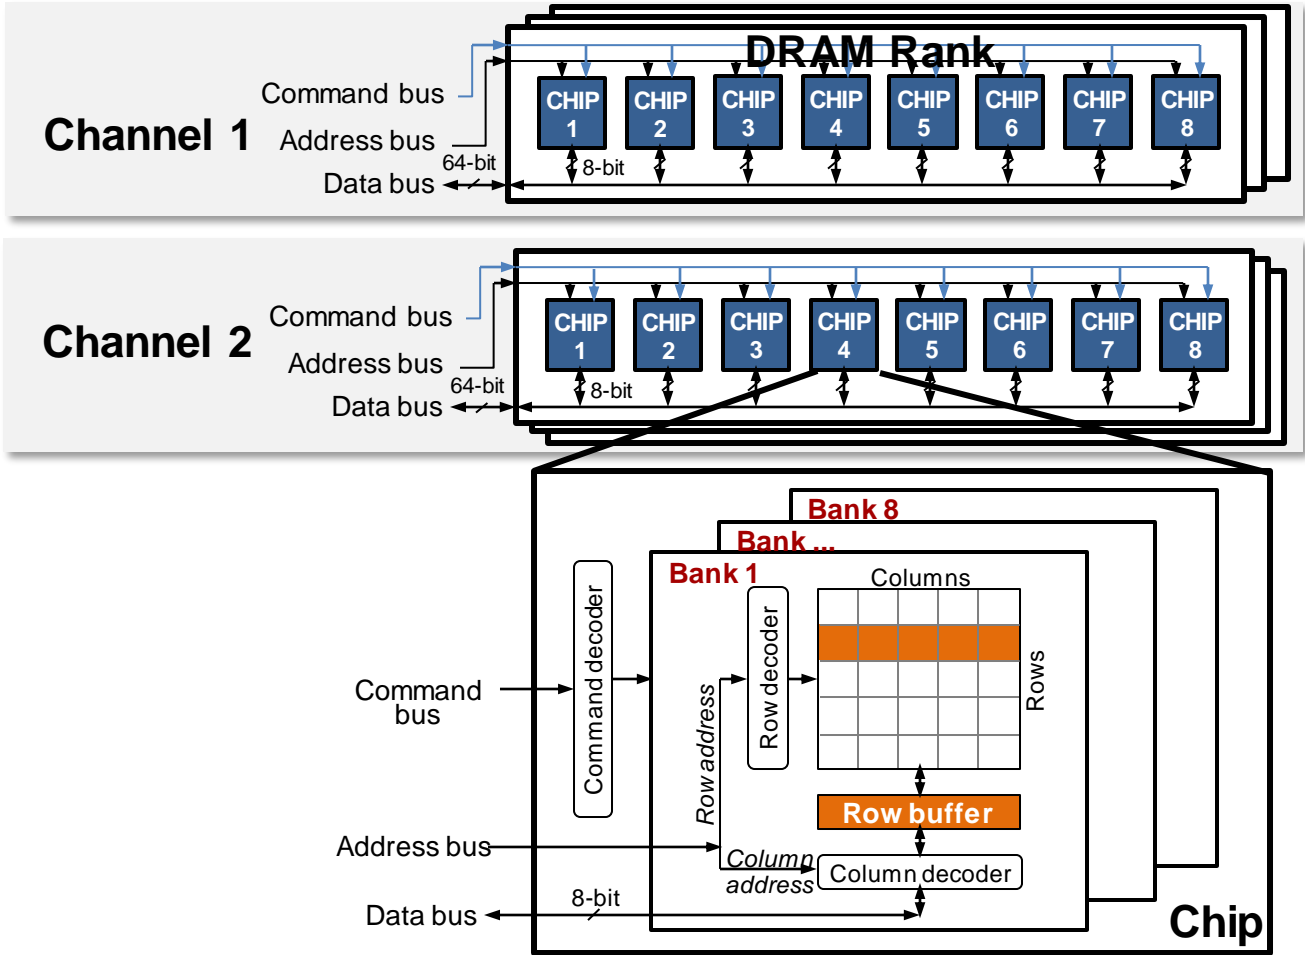 DRAM Rank
Command bus
Channel 1
Address bus
64-bit
Data bus
CHIP 1
CHIP 2
CHIP 3
CHIP 4
CHIP 5
CHIP 6
CHIP 7
CHIP 8
8-bit
Command bus
Channel 2
Address bus
64-bit
Data bus
CHIP 1
CHIP 2
CHIP 3
CHIP 4
CHIP 5
CHIP 6
CHIP 7
CHIP 8
8-bit
Bank 8
Bank ...
Bank 1
Columns
Rows
Command decoder
Row decoder
Row address
Command
bus
Row buffer
Address bus
Column
address
Column decoder
8-bit
Data bus
Chip